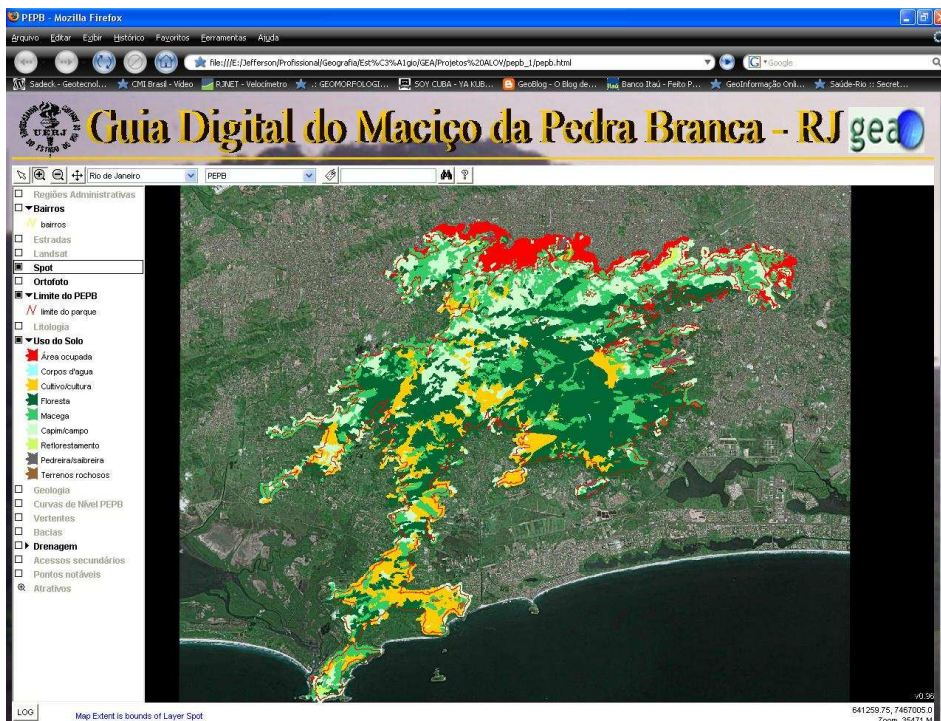 PEPB - Mozilla Firefox
Arquivo Editar Exibir Histórico Favoritos Ferramentas Ajuda
file:///E:/Jefferson/Profissional/Geografia/Est%C3%A1gio/GEA/Projetos%20ALOV/pepb_1/pepb.html
Google
Sadeck - Geotecnol... CMI Brasil - Video RJNET - Velocímetro .: GEOMORFOLOGI... SOY CUBA - YA KUB... GeoBlog - O Blog de... Banco Itaú - Feito P... GeoInformação Onli... Saúde-Rio :: Secret...
UERJ
Guia Digital do Maciço da Pedra Branca - RJ gea
Rio de Janeiro PEPB
Regiões Administrativas
Bairros
bairros
Estradas
Landsat
Spot
Ortofoto
Limite do PEPB
limite do parque
Litologia
Uso do Solo
Área ocupada
Corpos d'agua
Cultivo/cultura
Floresta
Macega
Capim/campo
Reflorestamento
Pedreira/saibreira
Terrenos rochosos
Geologia
Curvas de Nível PEPB
Vertentes
Bacias
Drenagem
Acessos secundários
Pontos notáveis
Atrativos
v0.96
LOG Map Extent is bounds of Layer Spot
641259.75, 7467005.0
Zoom 35471 M